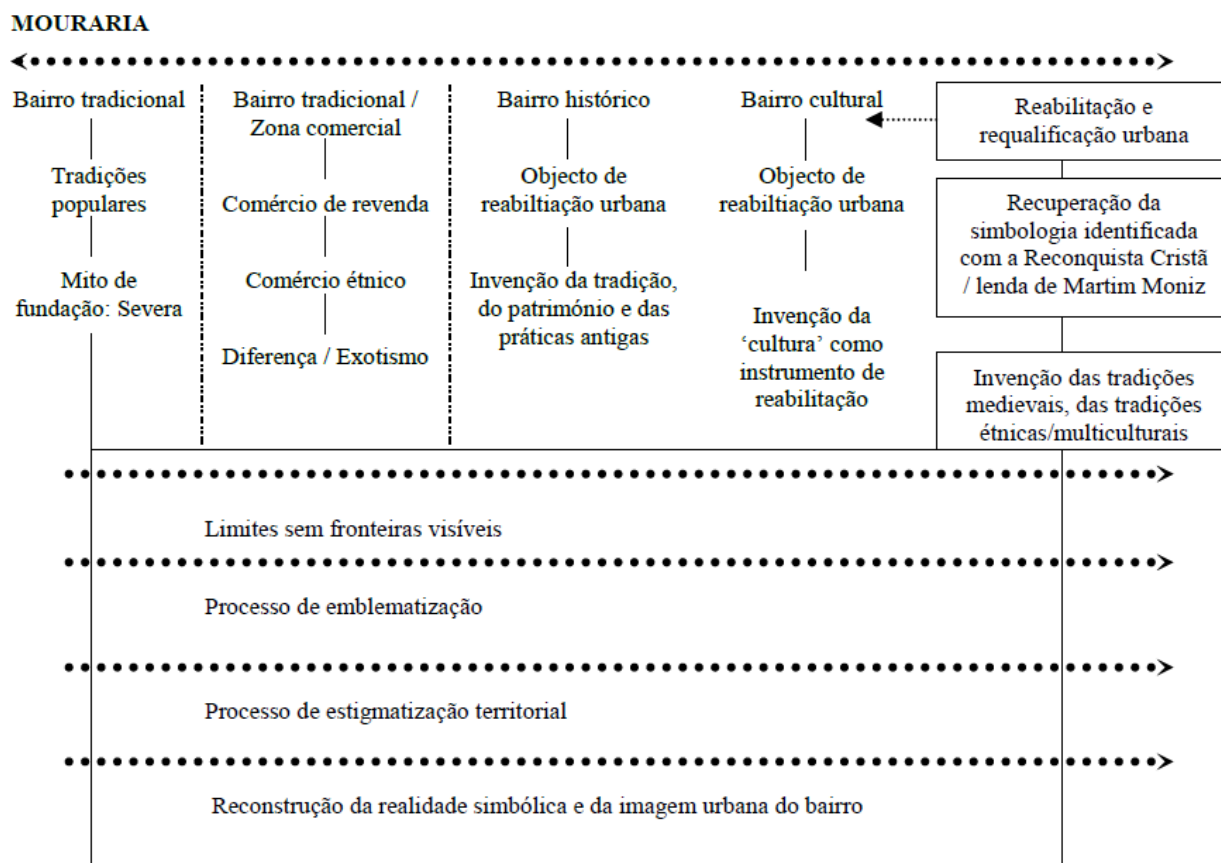 MOURARIA
Bairro tradicional
Tradições
populares
Mito de
fundação: Severa
Bairro tradicional /
Zona comercial
Comércio de revenda
Comércio étnico
Diferença / Exotismo
Bairro histórico
Objecto de
reabiltiação urbana
Invenção da tradição,
do património e das
práticas antigas
Bairro cultural
Objecto de
reabiltiação urbana
Invenção da
‘cultura’ como
instrumento de
reabilitação
Reabilitação e
requalificação urbana
Recuperação da
simbologia identificada
com a Reconquista Cristã
/ lenda de Martim Moniz
Invenção das tradições
medievais, das tradições
étnicas/multiculturais
Limites sem fronteiras visíveis
Processo de emblematização
Processo de estigmatização territorial
Reconstrução da realidade simbólica e da imagem urbana do bairro